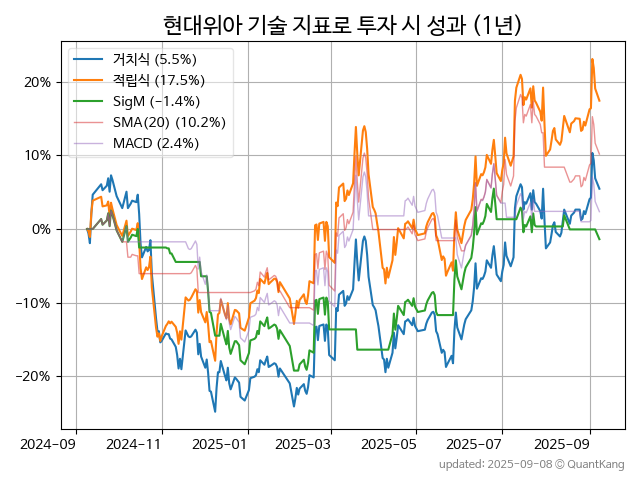 현대위아 기술 지표로 투자 시 성과 (1년)
거치식 (5.5%)
적립식 (17.5%)
SigM (−1.4%)
SMA(20) (10.2%)
MACD (2.4%)
20%
10%
0%
−10%
−20%
2024-09 2024-11 2025-01 2025-03 2025-05 2025-07 2025-09
updated: 2025-09-08 © QuantKang